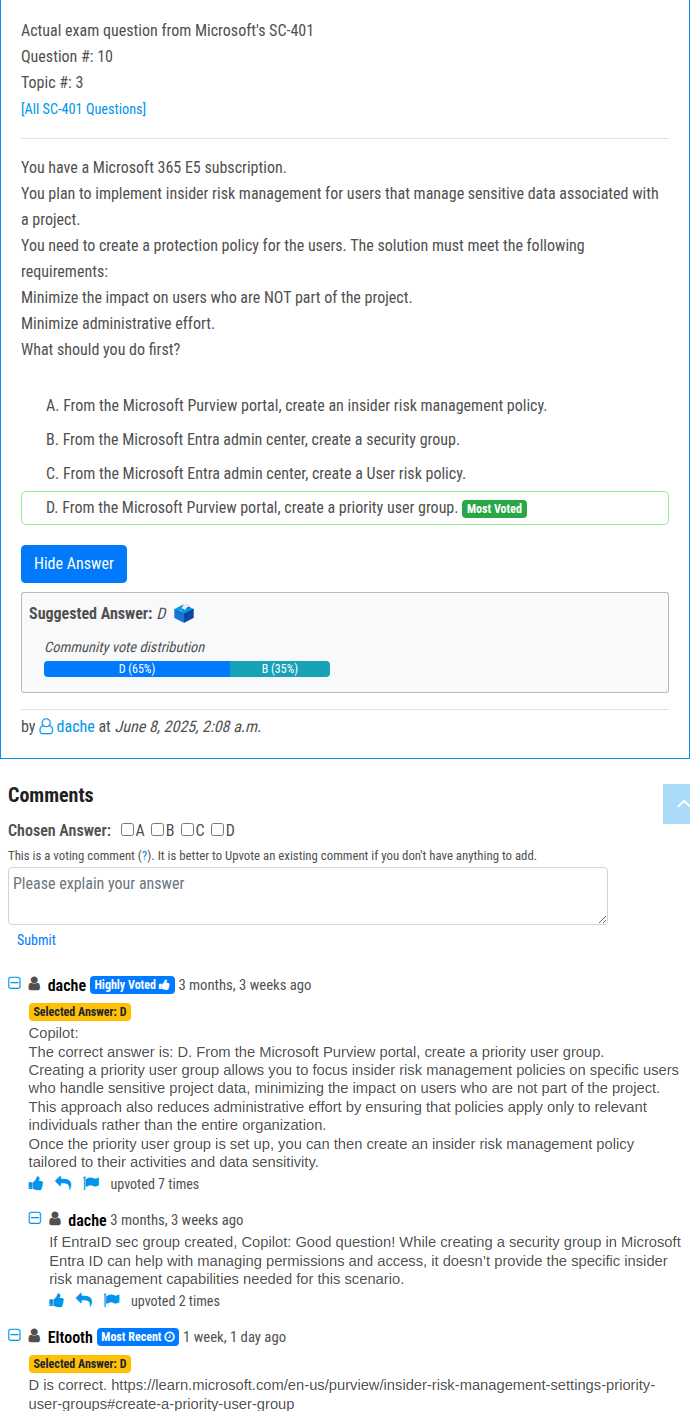 Actual exam question from Microsoft's SC-401
Question #: 10
Topic #: 3
[All SC-401 Questions]
You have a Microsoft 365 E5 subscription.
You plan to implement insider risk management for users that manage sensitive data associated with
a project.
You need to create a protection policy for the users. The solution must meet the following
requirements:
Minimize the impact on users who are NOT part of the project.
Minimize administrative effort.
What should you do first?
A. From the Microsoft Purview portal, create an insider risk management policy.
B. From the Microsoft Entra admin center, create a security group.
C. From the Microsoft Entra admin center, create a User risk policy.
D. From the Microsoft Purview portal, create a priority user group. Most Voted
Hide Answer
Suggested Answer: D
Community vote distribution
D (65%) B (35%)
by dache at June 8, 2025, 2:08 a.m.
Comments
Chosen Answer: A B C D
This is a voting comment (?). It is better to Upvote an existing comment if you don't have anything to add.
Please explain your answer
Submit
dache Highly Voted 3 months, 3 weeks ago
Selected Answer: D
Copilot:
The correct answer is: D. From the Microsoft Purview portal, create a priority user group.
Creating a priority user group allows you to focus insider risk management policies on specific users
who handle sensitive project data, minimizing the impact on users who are not part of the project.
This approach also reduces administrative effort by ensuring that policies apply only to relevant
individuals rather than the entire organization.
Once the priority user group is set up, you can then create an insider risk management policy
tailored to their activities and data sensitivity.
upvoted 7 times
dache 3 months, 3 weeks ago
If EntraID sec group created, Copilot: Good question! While creating a security group in Microsoft
Entra ID can help with managing permissions and access, it doesn't provide the specific insider
risk management capabilities needed for this scenario.
upvoted 2 times
Eltooth Most Recent 1 week, 1 day ago
Selected Answer: D
D is correct. https://learn.microsoft.com/en-us/purview/insider-risk-management-settings-priority-
user-groups#create-a-priority-user-group